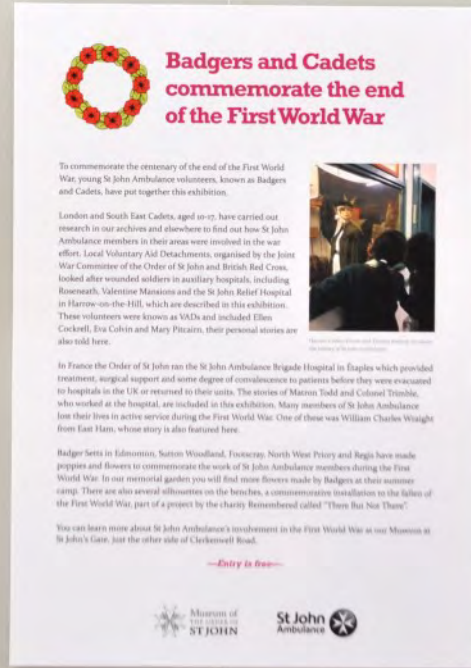 Badgers and Cadets
commemorate the end
of the First World War
To commemorate the centenary of the end of the First World
War, young St John Ambulance volunteers, known as Badgers
and Cadets, have put together this exhibition.
London and South East Cadets, aged 10-17, have carried out
research in our archives and elsewhere to find out how St John
Ambulance members in their areas were involved in the war
effort. Local Voluntary Aid Detachments, organised by the Joint
War Committee of the Order of St John and British Red Cross,
looked after wounded soldiers in auxiliary hospitals, including
Roseneath, Valentine Mansions and the St John Relief Hospital
in Harrow-on-the-Hill, which are described in this exhibition.
These volunteers were known as VADs and included Ellen
Cockrell, Eva Colvin and Mary Pitcairn, their personal stories are
also told here.
In France the Order of St John ran the St John Ambulance Brigade Hospital in Étaples which provided
treatment, surgical support and some degree of convalescence to patients before they were evacuated
to hospitals in the UK or returned to their units. The stories of Matron Todd and Colonel Trimble,
who worked at the hospital, are included in this exhibition. Many members of St John Ambulance
lost their lives in active service during the First World War. One of these was William Charles Wraight
from East Ham, whose story is also featured here.
Badger Setts in Edmonton, Sutton Woodland, Footscray, North West Priory and Regis have made
poppies and flowers to commemorate the work of St John Ambulance members during the First
World War. In our memorial garden you will find more flowers made by Badgers at their summer
camp. There are also several silhouettes on the benches, a commemorative installation to the fallen of
the First World War, part of a project by the charity Remembered called "There But Not There".
You can learn more about St John Ambulance's involvement in the First World War at our Museum at
St John's Gate, just the other side of Clerkenwell Road.
—Entry is free—
Museum of
THE ORDER OF
ST JOHN
St John
Ambulance